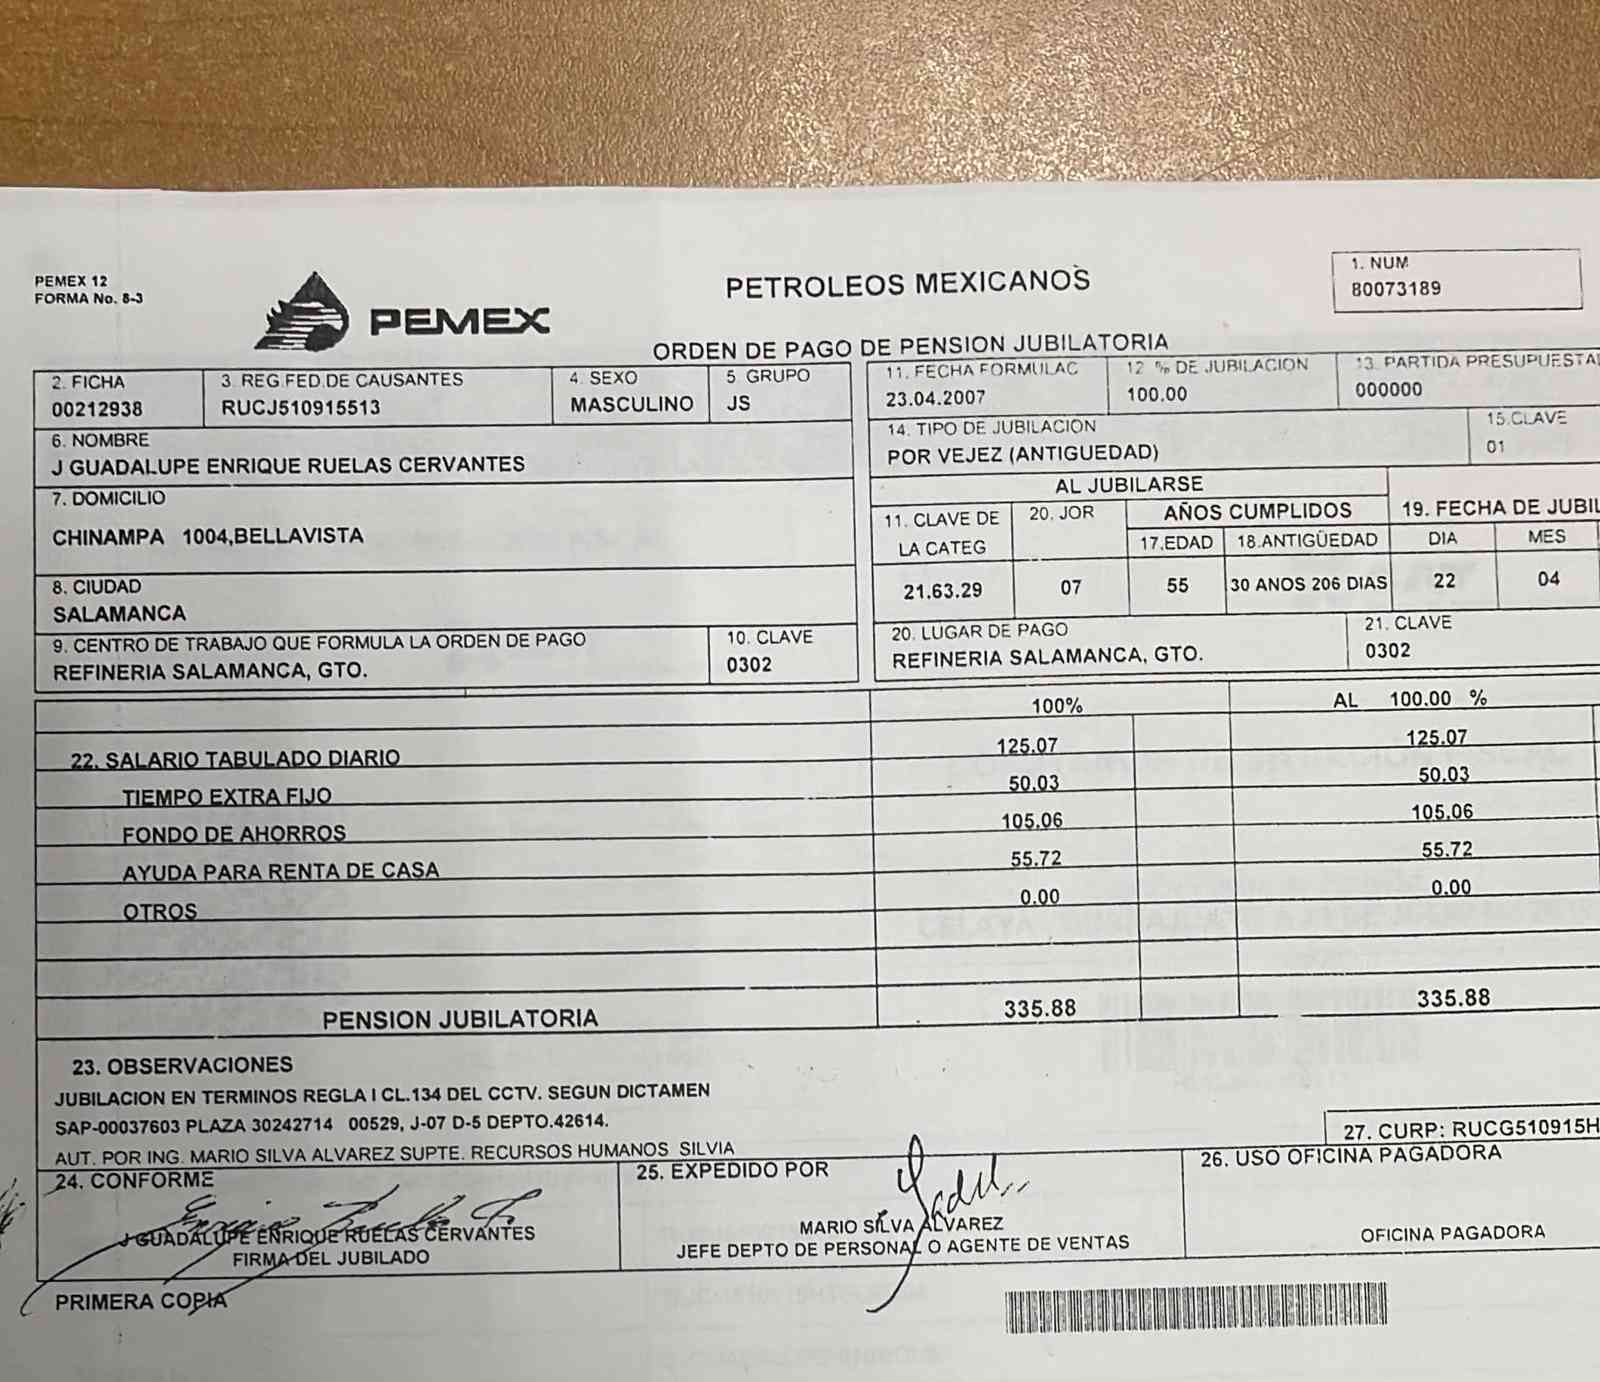 PEMEX 12
FORMA No. 8-3
PEMEX
PETROLEOS MEXICANOS
1. NUM
80073189
ORDEN DE PAGO DE PENSION JUBILATORIA
2. FICHA
00212938
3. REG.FED.DE CAUSANTES
RUCJ510915513
4. SEXO
MASCULINO
5. GRUPO
JS
11. FECHA FORMULAC
23.04.2007
12 % DE JUBILACION
100.00
13. PARTIDA PRESUPUESTAL
000000
6. NOMBRE
J GUADALUPE ENRIQUE RUELAS CERVANTES
14. TIPO DE JUBILACION
POR VEJEZ (ANTIGUEDAD)
15.CLAVE
01
7. DOMICILIO
CHINAMPA 1004,BELLAVISTA
AL JUBILARSE
11. CLAVE DE LA CATEG
20. JOR
AÑOS CUMPLIDOS
17.EDAD
18.ANTIGÜEDAD
19. FECHA DE JUBIL
DIA
MES
21.63.29
07
55
30 ANOS 206 DIAS
22
04
8. CIUDAD
SALAMANCA
9. CENTRO DE TRABAJO QUE FORMULA LA ORDEN DE PAGO
REFINERIA SALAMANCA, GTO.
10. CLAVE
0302
20. LUGAR DE PAGO
REFINERIA SALAMANCA, GTO.
21. CLAVE
0302
100%
AL 100.00 %
22. SALARIO TABULADO DIARIO 125.07 125.07
TIEMPO EXTRA FIJO 50.03 50.03
FONDO DE AHORROS 105.06 105.06
AYUDA PARA RENTA DE CASA 55.72 55.72
OTROS 0.00 0.00
PENSION JUBILATORIA 335.88 335.88
23. OBSERVACIONES
JUBILACION EN TERMINOS REGLA I CL.134 DEL CCTV. SEGUN DICTAMEN
SAP-00037603 PLAZA 30242714 00529, J-07 D-5 DEPTO.42614.
AUT. POR ING. MARIO SILVA ALVAREZ SUPTE. RECURSOS HUMANOS SILVIA
27. CURP: RUCG510915H
24. CONFORME
J GUADALUPE ENRIQUE RUELAS CERVANTES
FIRMA DEL JUBILADO
25. EXPEDIDO POR
MARIO SILVA ALVAREZ
JEFE DEPTO DE PERSONAL O AGENTE DE VENTAS
26. USO OFICINA PAGADORA
OFICINA PAGADORA
PRIMERA COPIA